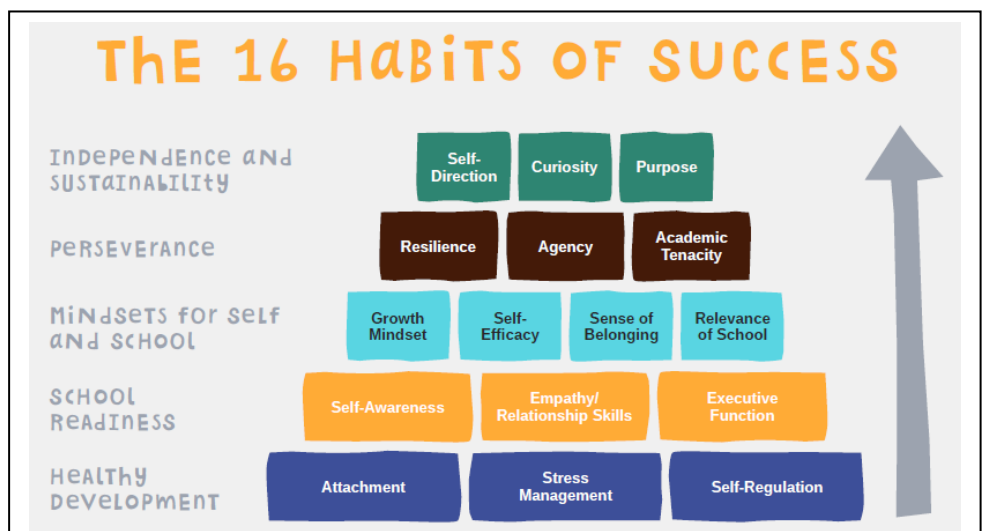 THE 16 HABITS OF SUCCESS
INDEPENDENCE AND
SUSTAINABILITY
Self-
Direction
Curiosity
Purpose
PERSEVERANCE
Resilience
Agency
Academic
Tenacity
MINDSETS FOR SELF
AND SCHOOL
Growth
Mindset
Self-
Efficacy
Sense of
Belonging
Relevance
of School
SCHOOL
READINESS
Self-Awareness
Empathy/
Relationship Skills
Executive
Function
HEALTHY
DEVELOPMENT
Attachment
Stress
Management
Self-Regulation